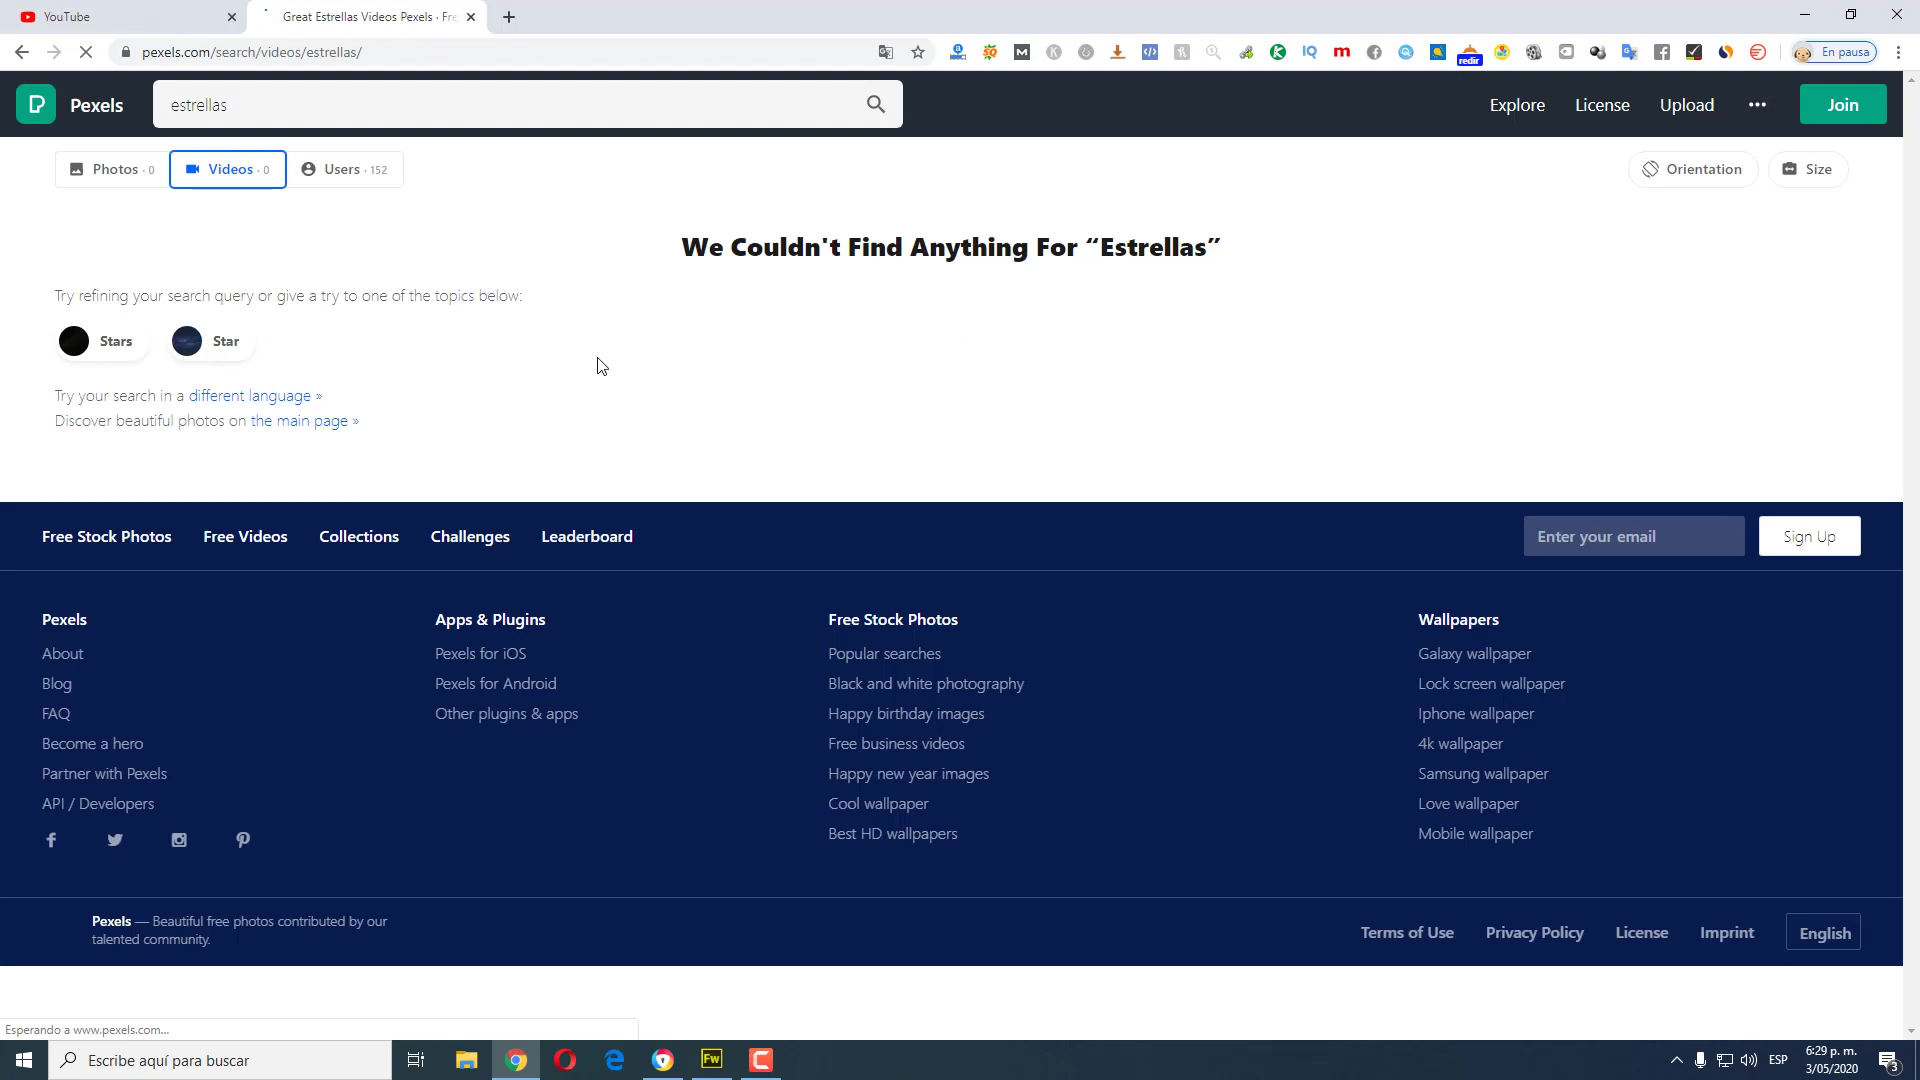 YouTube
Great Estrellas Videos Pexels · Fre
pexels.com/search/videos/estrellas/
redir
En pausa
Pexels
estrellas
Explore
License
Upload
Join
Photos · 0
Videos · 0
Users · 152
Orientation
Size
We Couldn't Find Anything For “Estrellas”
Try refining your search query or give a try to one of the topics below:
Stars
Star
Try your search in a different language »
Discover beautiful photos on the main page »
Free Stock Photos
Free Videos
Collections
Challenges
Leaderboard
Enter your email
Sign Up
Pexels
About
Blog
FAQ
Become a hero
Partner with Pexels
API / Developers
Apps & Plugins
Pexels for iOS
Pexels for Android
Other plugins & apps
Free Stock Photos
Popular searches
Black and white photography
Happy birthday images
Free business videos
Happy new year images
Cool wallpaper
Best HD wallpapers
Wallpapers
Galaxy wallpaper
Lock screen wallpaper
Iphone wallpaper
4k wallpaper
Samsung wallpaper
Love wallpaper
Mobile wallpaper
Pexels — Beautiful free photos contributed by our
talented community.
Terms of Use
Privacy Policy
License
Imprint
English
Esperando a www.pexels.com...
Escribe aquí para buscar
Fw
ESP
6:29 p. m.
3/05/2020
3